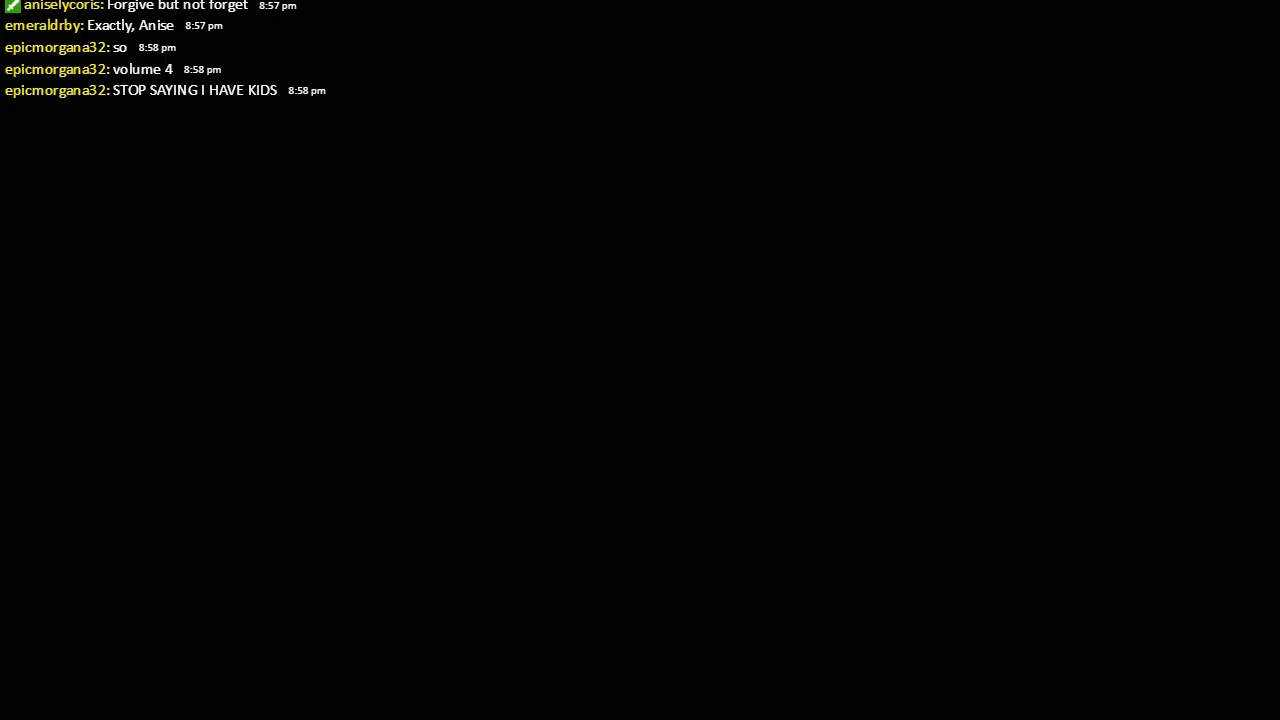 aniselycoris: Forgive but not forget 8:57 pm
emeraldrby: Exactly, Anise 8:57 pm
epicmorgana32: so 8:58 pm
epicmorgana32: volume 4 8:58 pm
epicmorgana32: STOP SAYING I HAVE KIDS 8:58 pm